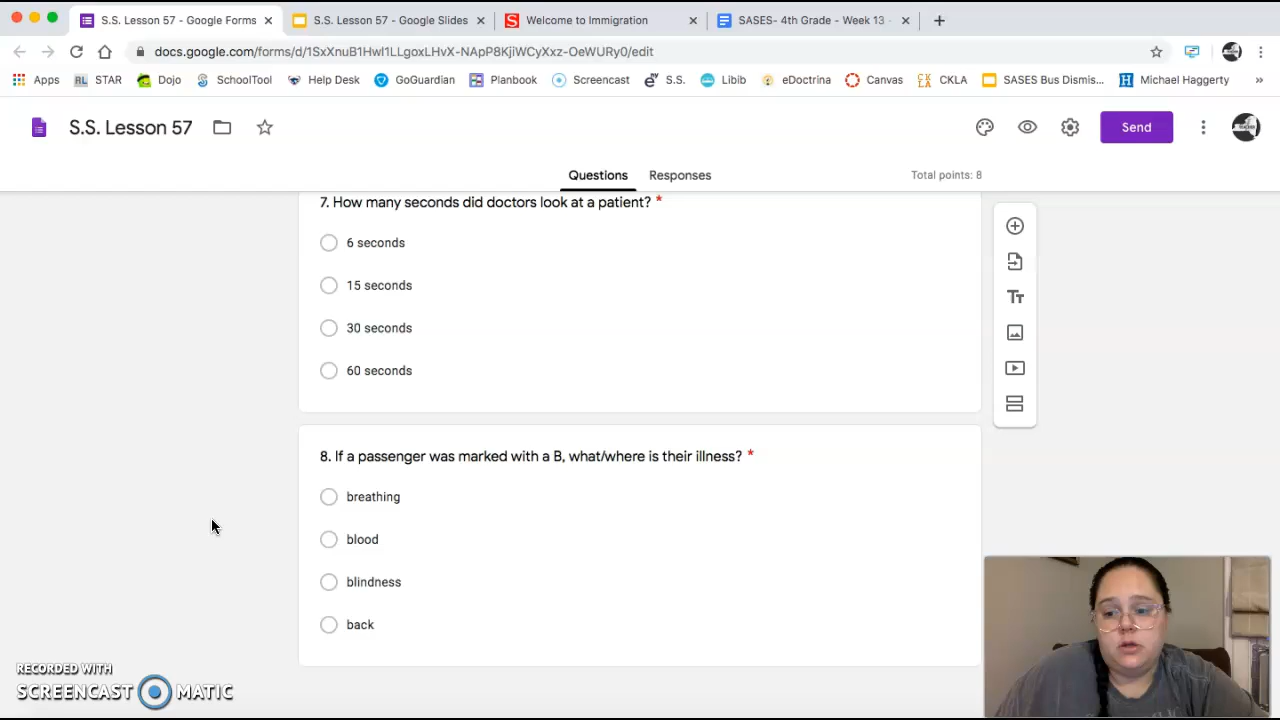 S.S. Lesson 57 - Google Forms
S.S. Lesson 57 - Google Slides
Welcome to Immigration
SASES- 4th Grade - Week 13 -
docs.google.com/forms/d/1SxXnuB1HwI1LLgoxLHvX-NApP8KjiWCyXxz-OeWURy0/edit
Apps
RL STAR
Dojo
SchoolTool
Help Desk
GoGuardian
Planbook
Screencast
S.S.
Libib
eDoctrina
Canvas
CKLA
SASES Bus Dismis...
Michael Haggerty
»
S.S. Lesson 57
Send
Questions
Responses
Total points: 8
7. How many seconds did doctors look at a patient? *
6 seconds
15 seconds
30 seconds
60 seconds
8. If a passenger was marked with a B, what/where is their illness? *
breathing
blood
blindness
back
RECORDED WITH
SCREENCAST MATIC